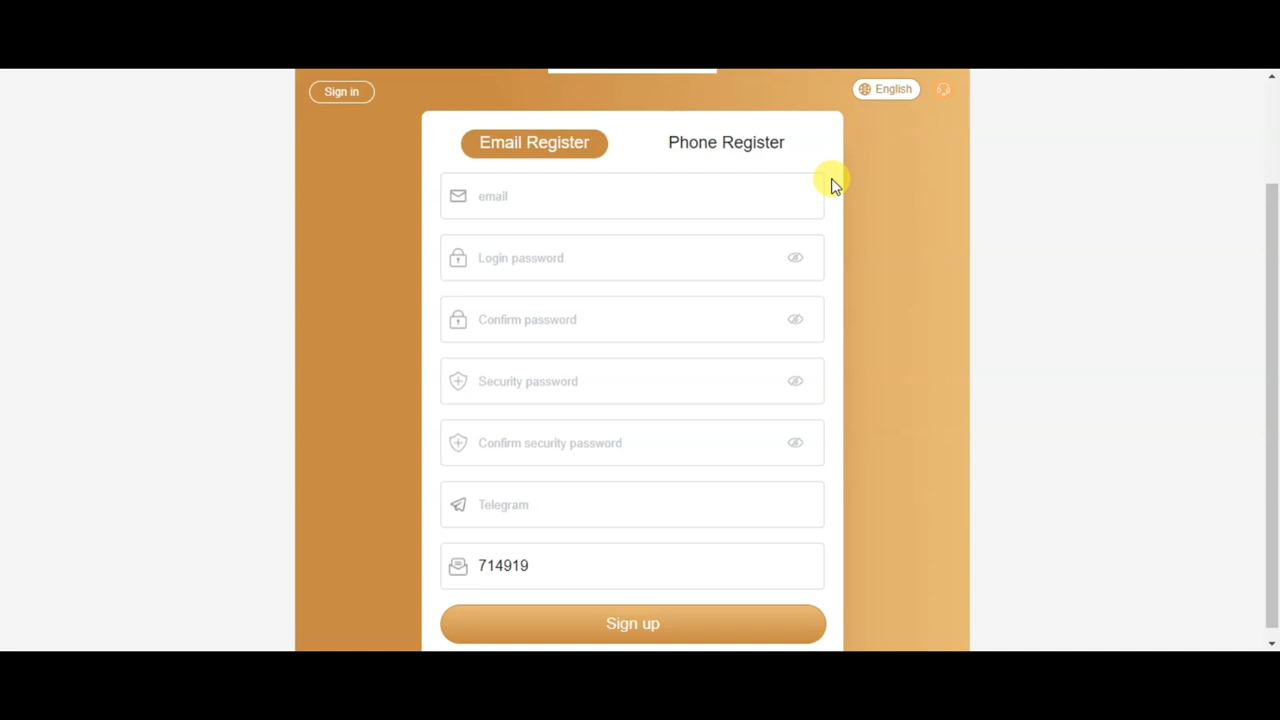 Sign in
English
Email Register
Phone Register
email
Login password
Confirm password
Security password
Confirm security password
Telegram
714919
Sign up